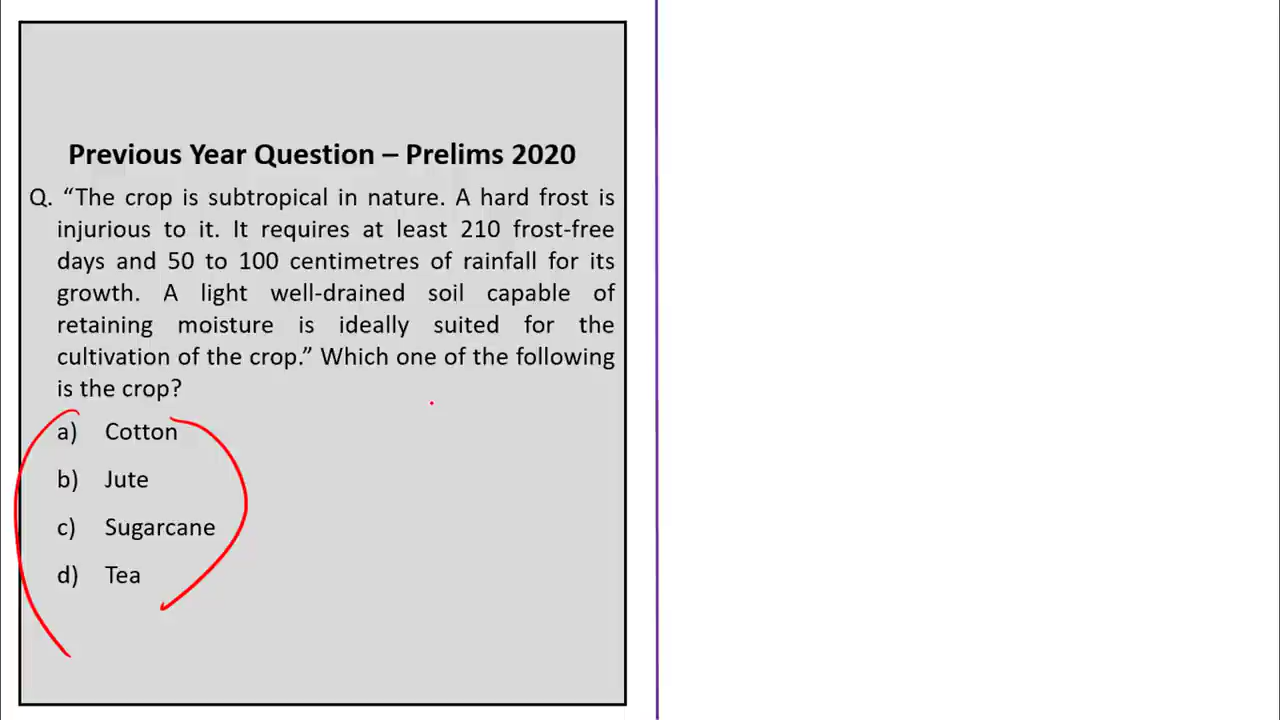 Previous Year Question – Prelims 2020
Q. “The crop is subtropical in nature. A hard frost is
injurious to it. It requires at least 210 frost-free
days and 50 to 100 centimetres of rainfall for its
growth. A light well-drained soil capable of
retaining moisture is ideally suited for the
cultivation of the crop.” Which one of the following
is the crop?
a) Cotton
b) Jute
c) Sugarcane
d) Tea